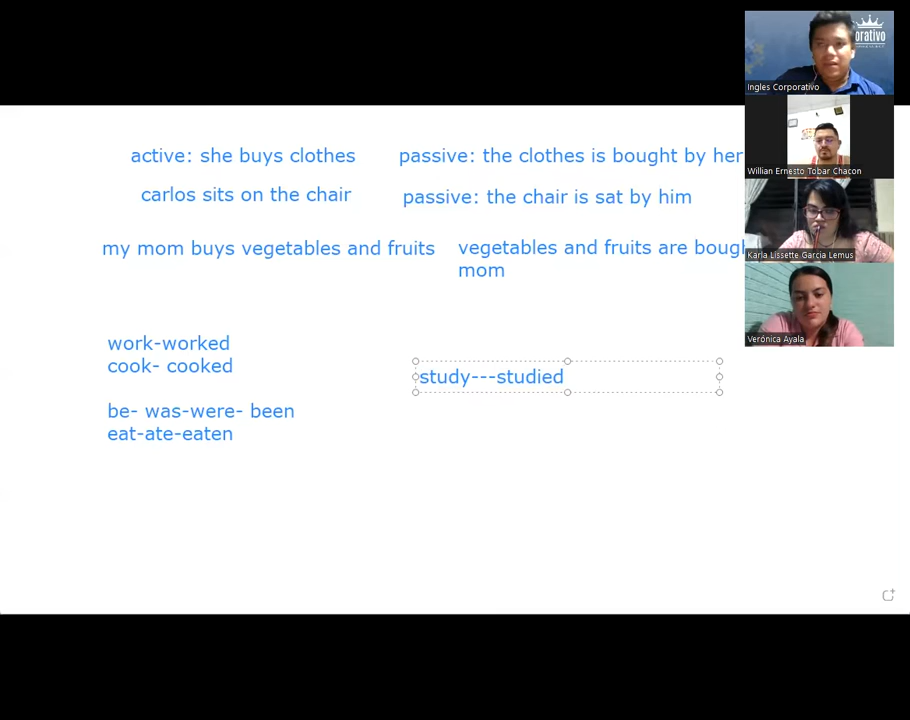 orativo
Ingles Corporativo
active: she buys clothes
passive: the clothes is bought by her
carlos sits on the chair
passive: the chair is sat by him
Willian Ernesto Tobar Chacon
my mom buys vegetables and fruits
vegetables and fruits are
mom
Karla Lissette Garcia Lemus
Verónica Ayala
work-worked
cook- cooked
study---studied
be- was-were- been
eat-ate-eaten